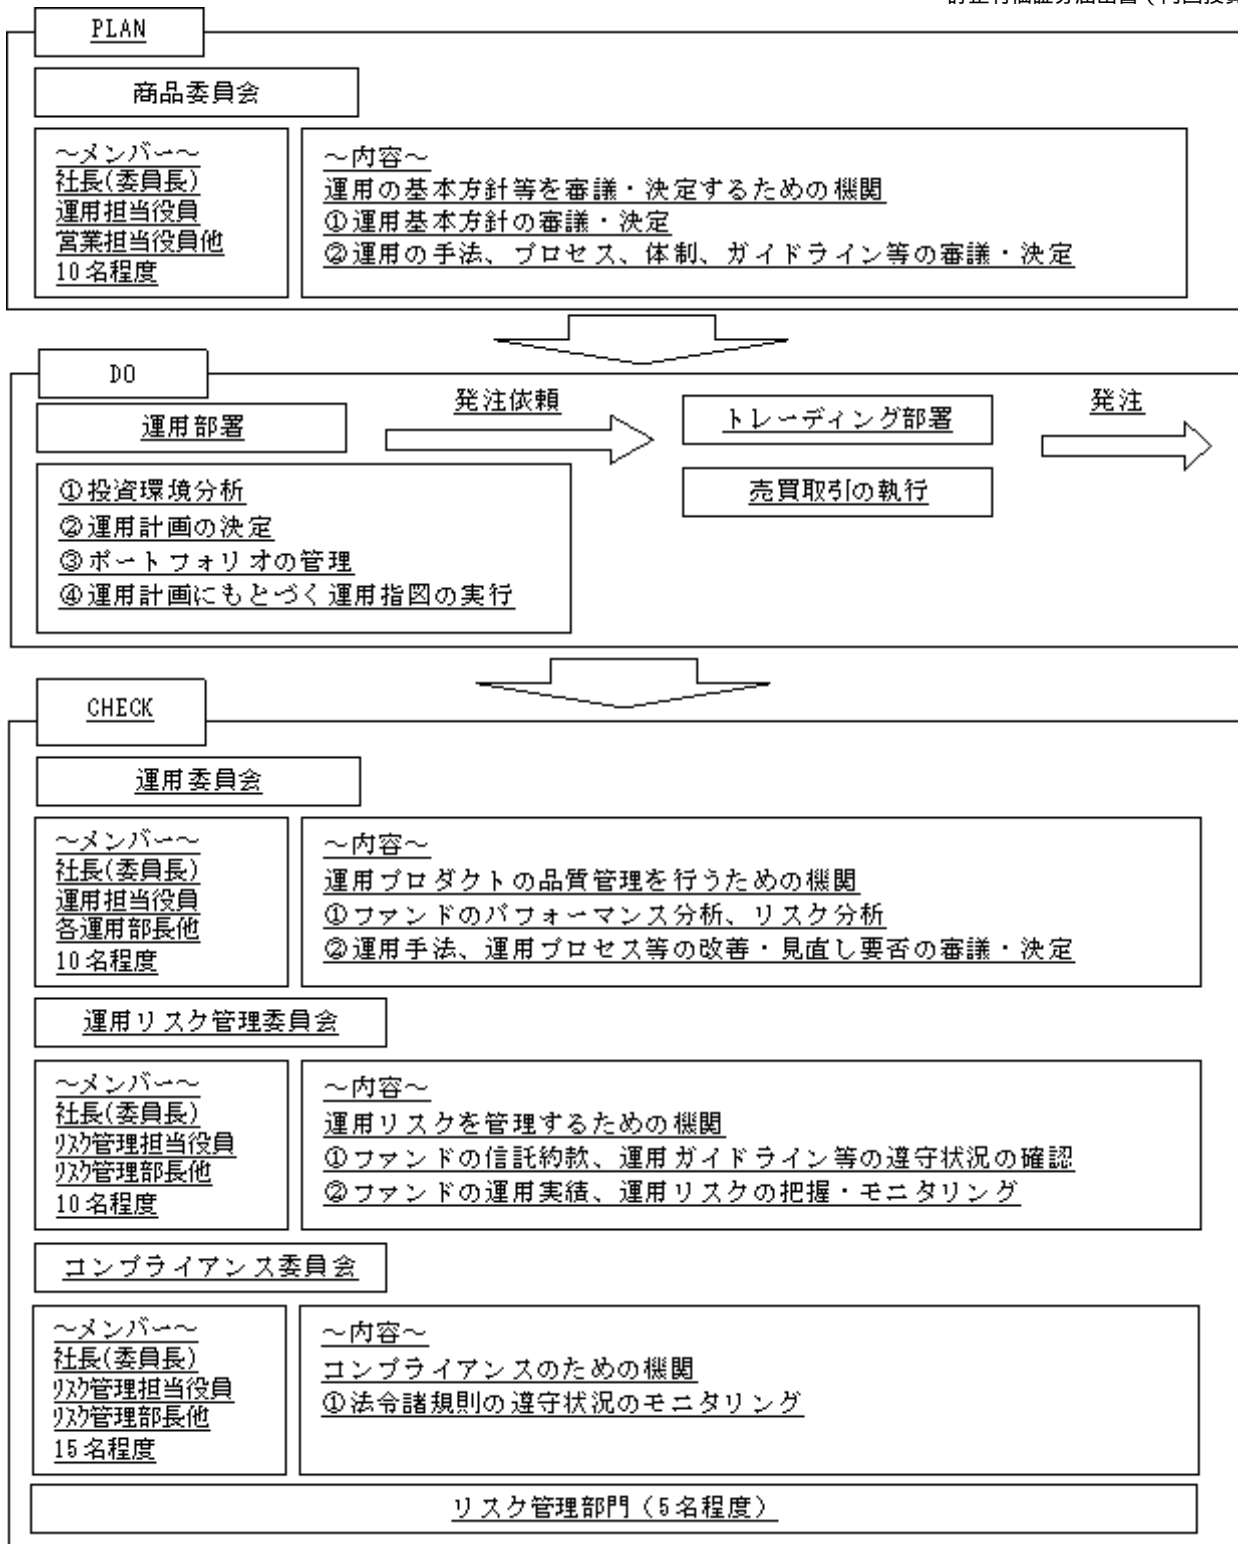 PLAN
商品委員会
～メンバー～
社長(委員長)
運用担当役員
営業担当役員他
10名程度
～内容～
運用の基本方針等を審議・決定するための機関
①運用基本方針の審議・決定
②運用の手法、プロセス、体制、ガイドライン等の審議・決定
DO
運用部署
発注依頼
トレーディング部署
発注
売買取引の執行
①投資環境分析
②運用計画の決定
③ポートフォリオの管理
④運用計画にもとづく運用指図の実行
CHECK
運用委員会
～メンバー～
社長(委員長)
運用担当役員
各運用部長他
10名程度
～内容～
運用プロダクトの品質管理を行うための機関
①ファンドのパフォーマンス分析、リスク分析
②運用手法、運用プロセス等の改善・見直し要否の審議・決定
運用リスク管理委員会
～メンバー～
社長(委員長)
ﾘｽｸ管理担当役員
ﾘｽｸ管理部長他
10名程度
～内容～
運用リスクを管理するための機関
①ファンドの信託約款、運用ガイドライン等の遵守状況の確認
②ファンドの運用実績、運用リスクの把握・モニタリング
コンプライアンス委員会
～メンバー～
社長(委員長)
ﾘｽｸ管理担当役員
ﾘｽｸ管理部長他
15名程度
～内容～
コンプライアンスのための機関
①法令諸規則の遵守状況のモニタリング
リスク管理部門（5名程度）